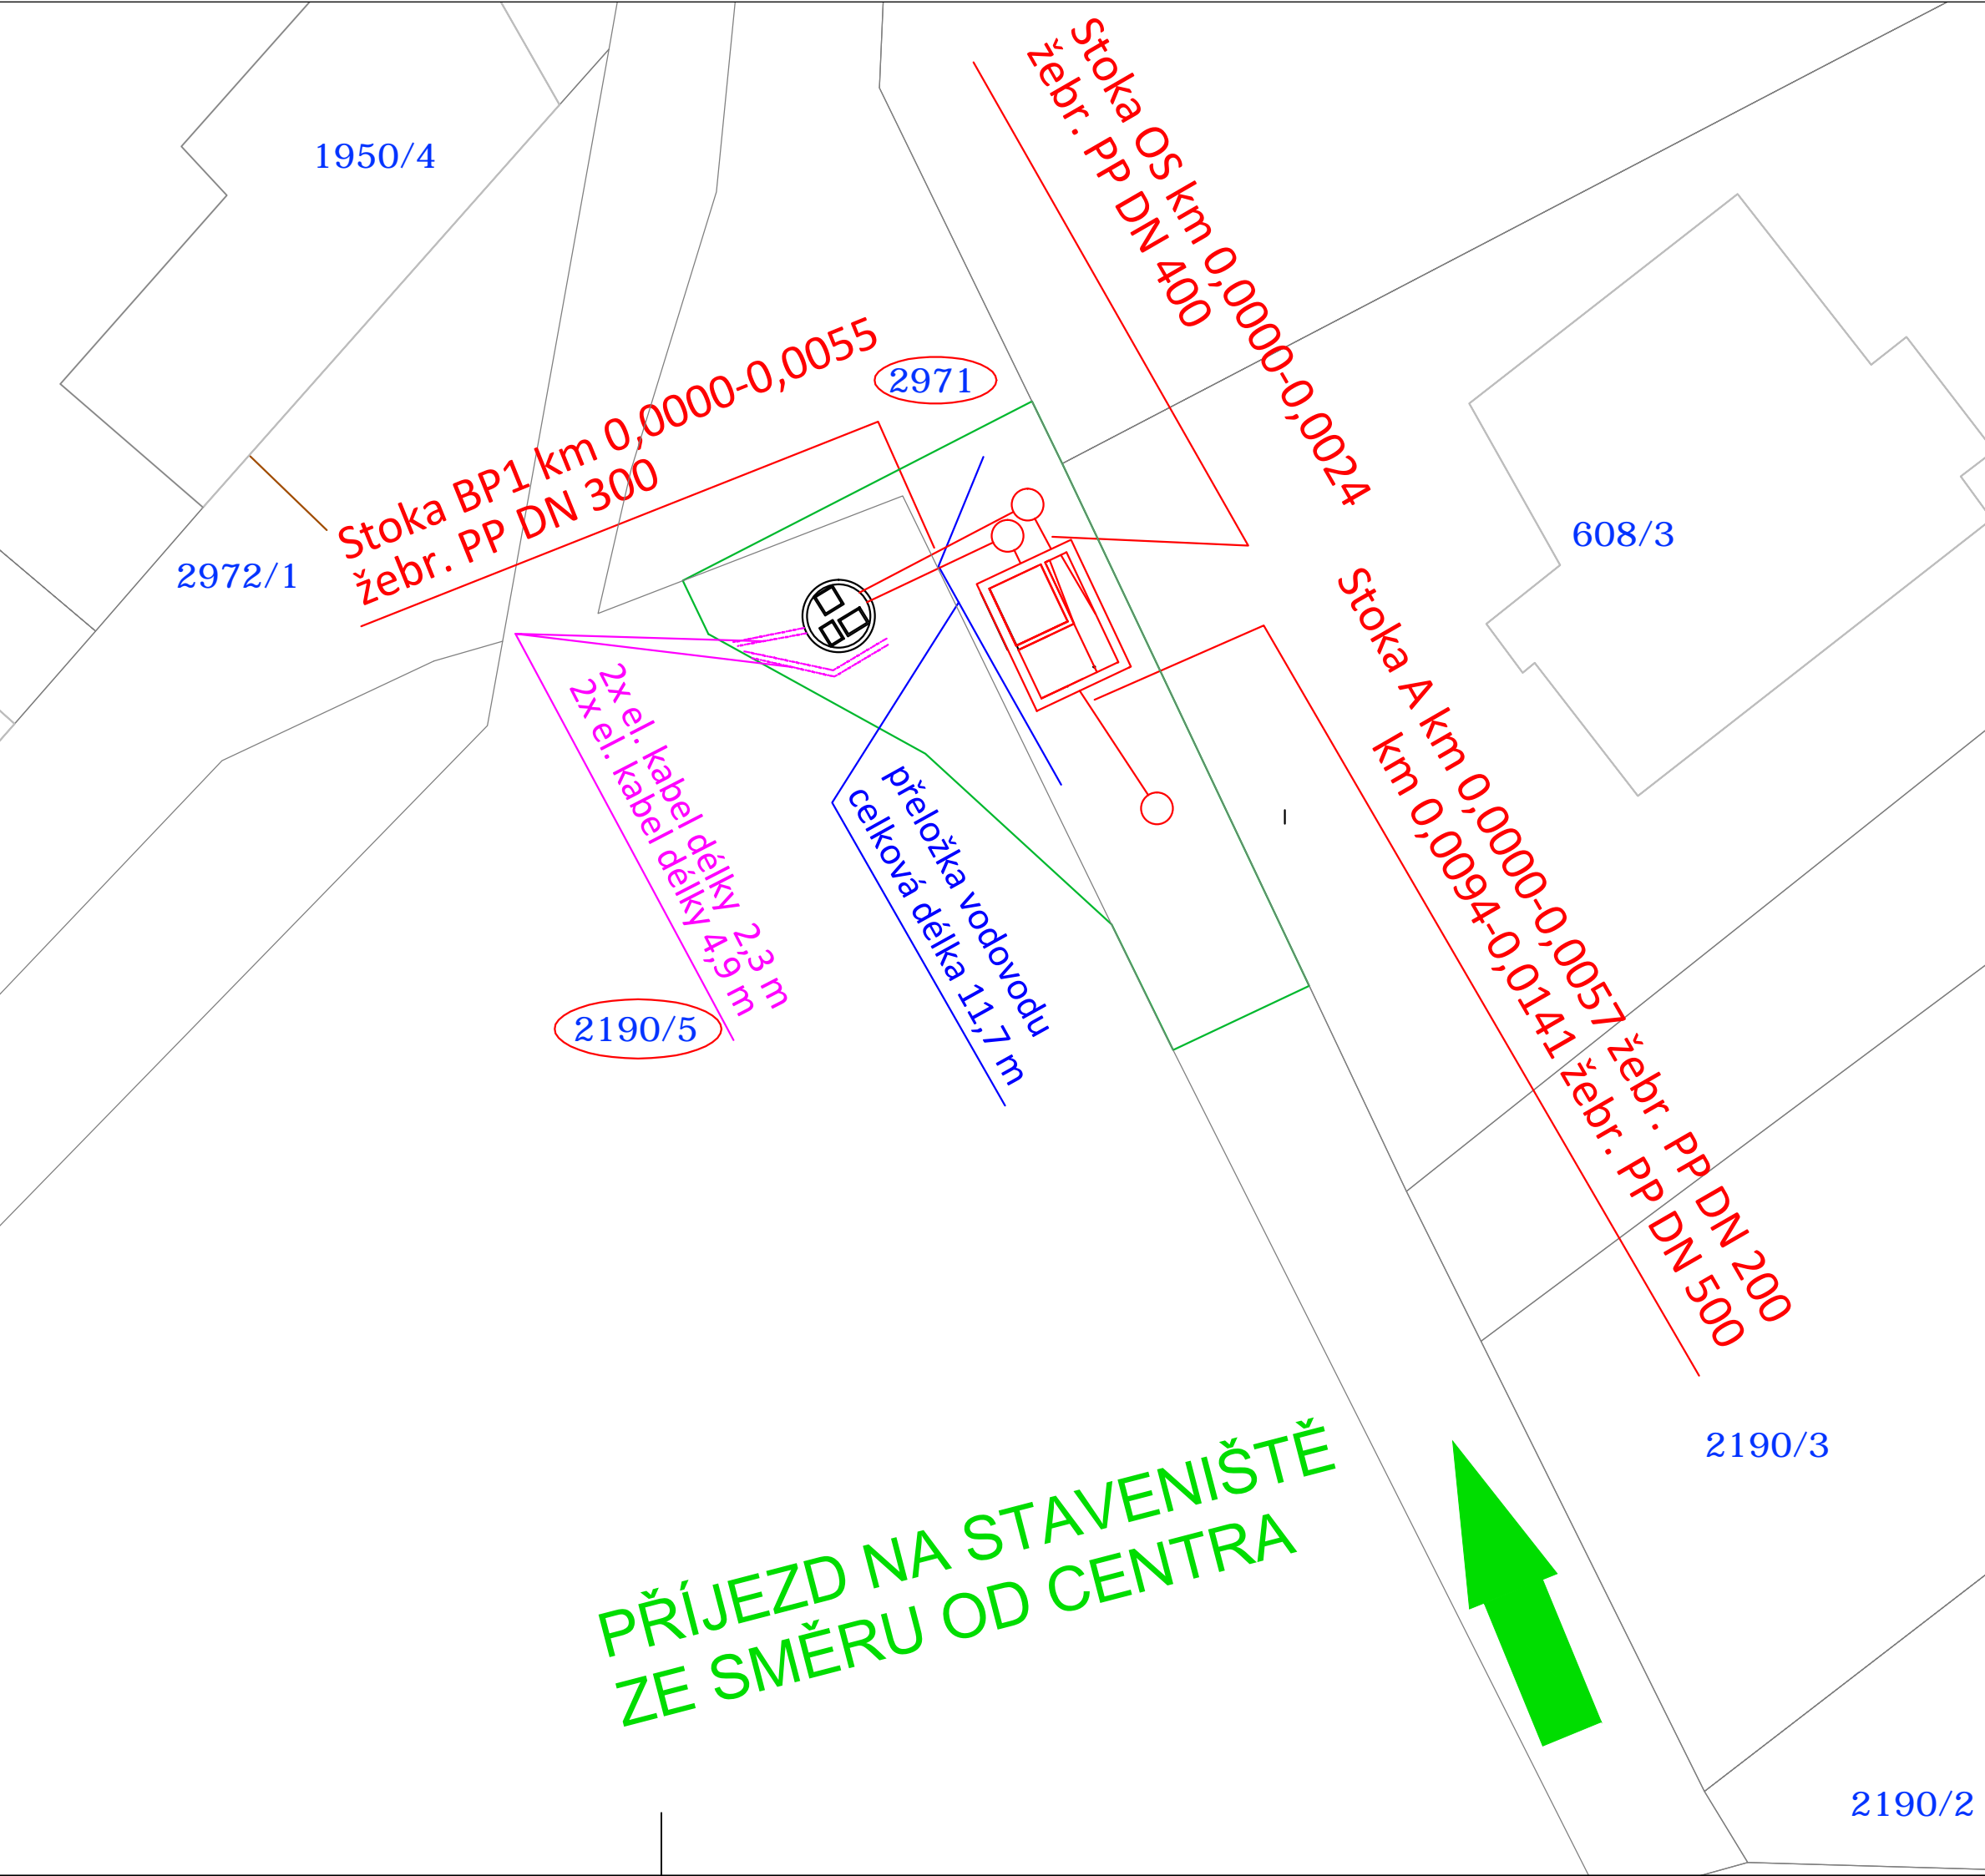 1950/4
Stoka OS km 0,0000-0,0024
žebr. PP DN 400
Stoka BP1 km 0,0000-0,0055
žebr. PP DN 300
2971
2972/1
608/3
Stoka A km 0,0000-0,0057 žebr. PP DN 200
km 0,0094-0,0141 žebr. PP DN 500
2x el. kabel délky 2,3 m
2x el. kabel délky 4,9 m
přeložka vodovodu
celková délka 11,7 m
2190/5
2190/3
PŘÍJEZD NA STAVENIŠTĚ
ZE SMĚRU OD CENTRA
2190/2